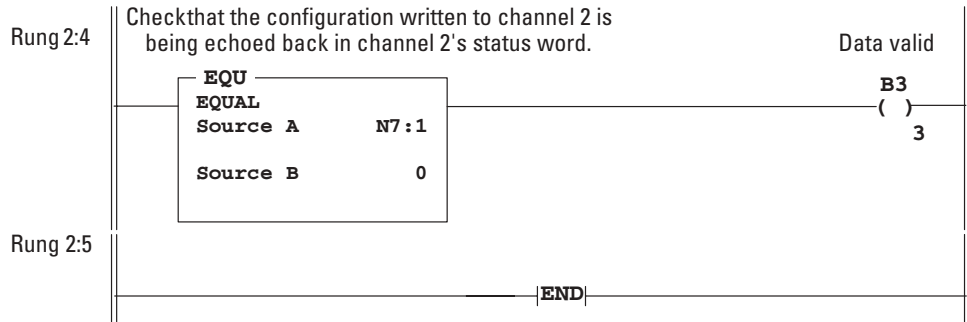 Checkthat the configuration written to channel 2 is
being echoed back in channel 2's status word.
Rung 2:4
Data valid
EQU
EQUAL
Source A N7:1
Source B 0
B3
( )
3
Rung 2:5
END